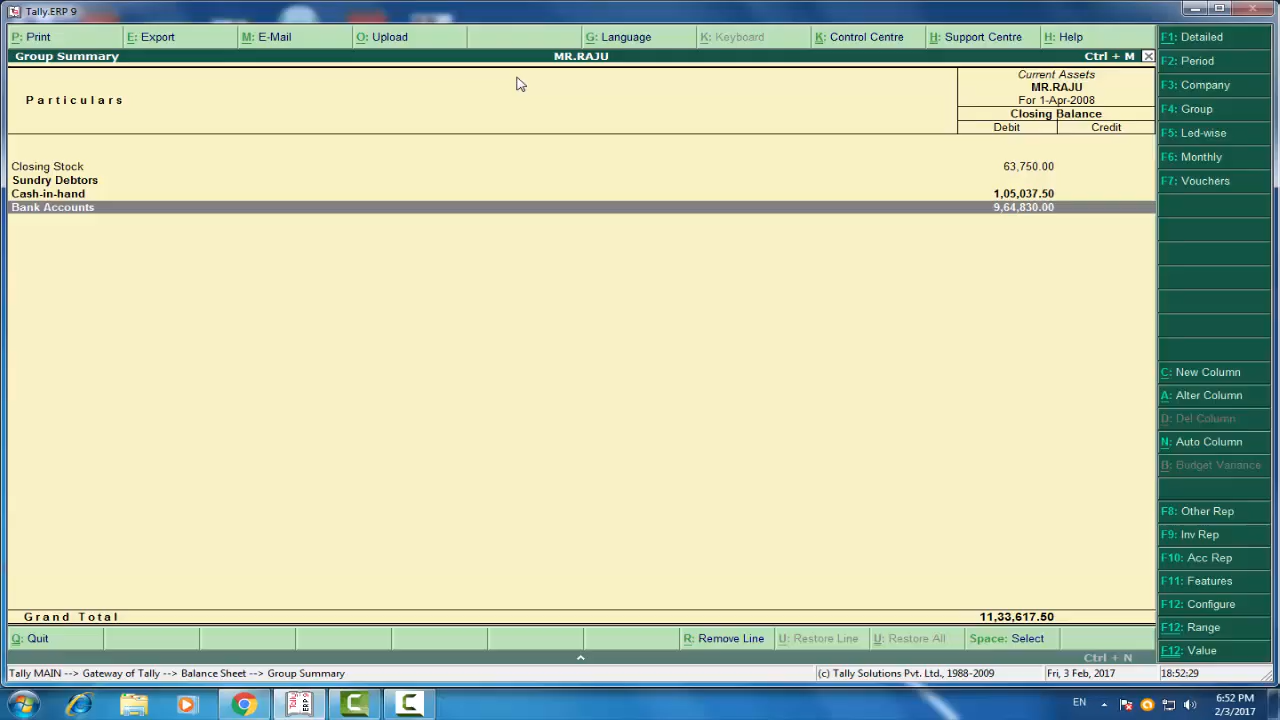 Tally.ERP 9
P: Print E: Export M: E-Mail O: Upload G: Language K: Keyboard K: Control Centre H: Support Centre H: Help
Group Summary MR.RAJU Ctrl + M
Particulars
Current Assets
MR.RAJU
For 1-Apr-2008
Closing Balance
Debit Credit
Closing Stock 63,750.00
Sundry Debtors
Cash-in-hand 1,05,037.50
Bank Accounts 9,64,830.00
Grand Total 11,33,617.50
Q: Quit R: Remove Line U: Restore Line U: Restore All Space: Select
Ctrl + N
F1: Detailed
F2: Period
F3: Company
F4: Group
F5: Led-wise
F6: Monthly
F7: Vouchers
C: New Column
A: Alter Column
D: Del Column
N: Auto Column
B: Budget Variance
F8: Other Rep
F9: Inv Rep
F10: Acc Rep
F11: Features
F12: Configure
F12: Range
F12: Value
Tally MAIN --> Gateway of Tally --> Balance Sheet --> Group Summary (c) Tally Solutions Pvt. Ltd., 1988-2009 Fri, 3 Feb, 2017 18:52:29
EN 6:52 PM
2/3/2017